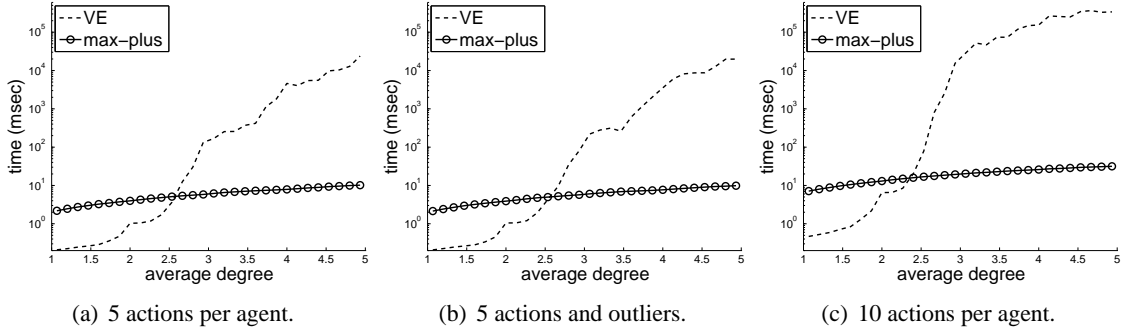 VE
max-plus
10^5
10^4
10^3
10^2
10^1
10^0
time (msec)
1 1.5 2 2.5 3 3.5 4 4.5 5
average degree
(a) 5 actions per agent.
VE
max-plus
10^5
10^4
10^3
10^2
10^1
10^0
time (msec)
1 1.5 2 2.5 3 3.5 4 4.5 5
average degree
(b) 5 actions and outliers.
VE
max-plus
10^5
10^4
10^3
10^2
10^1
10^0
time (msec)
1 1.5 2 2.5 3 3.5 4 4.5 5
average degree
(c) 10 actions per agent.